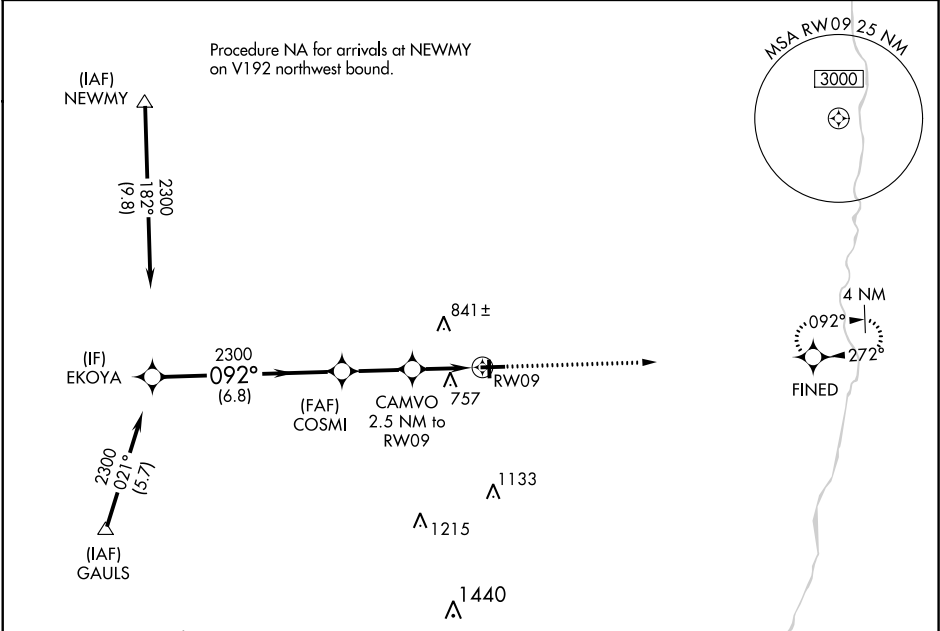 Procedure NA for arrivals at NEWMY
on V192 northwest bound.
MSA RW09 25 NM
3000
(IAF)
NEWMY
2300
182°
(9.8)
841±
4 NM
092°
272°
FINED
(IF)
EKOYA
2300
092°
(6.8)
(FAF)
COSMI
CAMVO
2.5 NM to
RW09
757
RW09
2300
021°
(5.7)
(IAF)
GAULS
1133
1215
1440